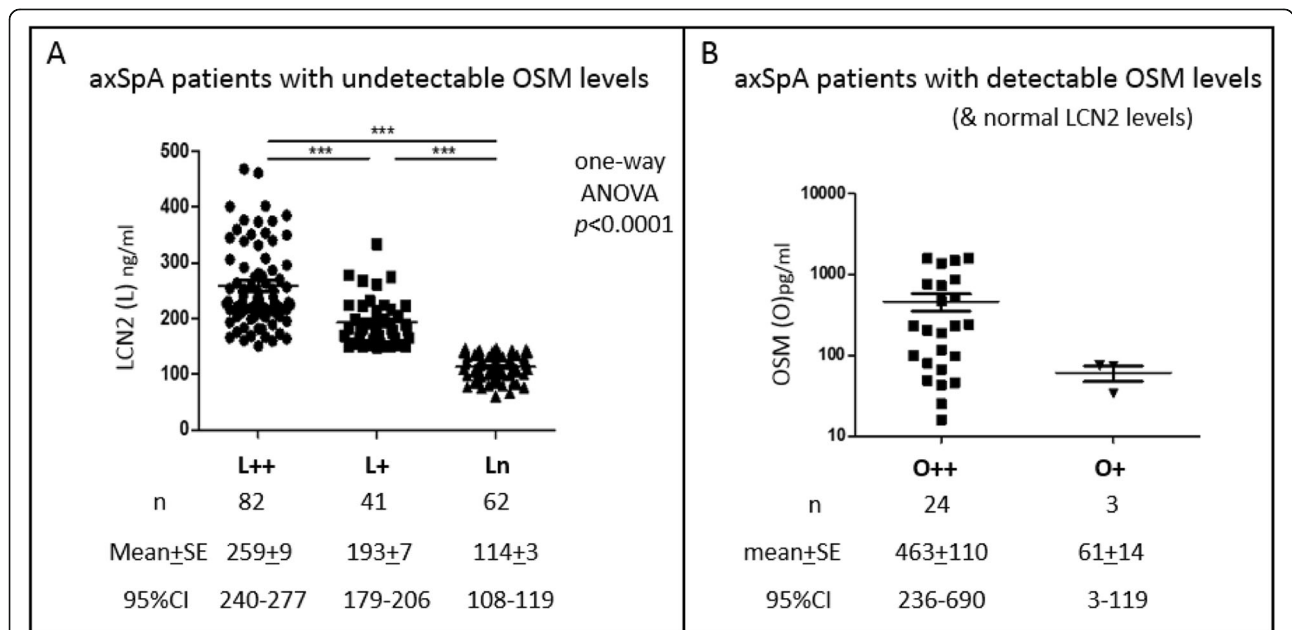 A
axSpA patients with undetectable OSM levels
***
*** ***
one-way
ANOVA
p<0.0001
LCN2 (L) ng/ml
500
400
300
200
100
0
L++ L+ Ln
n 82 41 62
Mean±SE 259±9 193±7 114±3
95%CI 240-277 179-206 108-119
B
axSpA patients with detectable OSM levels
(& normal LCN2 levels)
OSM (O)pg/ml
10000
1000
100
10
O++ O+
n 24 3
mean±SE 463±110 61±14
95%CI 236-690 3-119